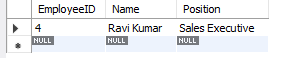 EmployeeID Name Position
4 Ravi Kumar Sales Executive
NULL NULL NULL